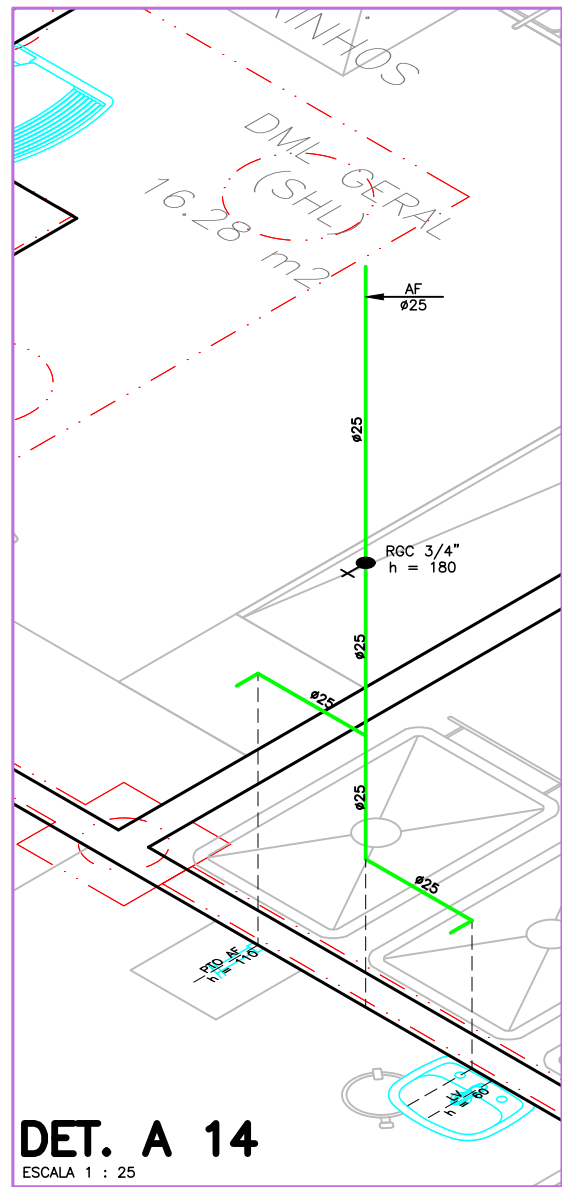 RINHOS
DML GERAL
(SHL)
16.28 m2
AF
ø25
ø25
RGC 3/4"
h = 180
ø25
ø25
ø25
ø25
PTO AF
h = 110
LV
h = 60
DET. A 14
ESCALA 1 : 25